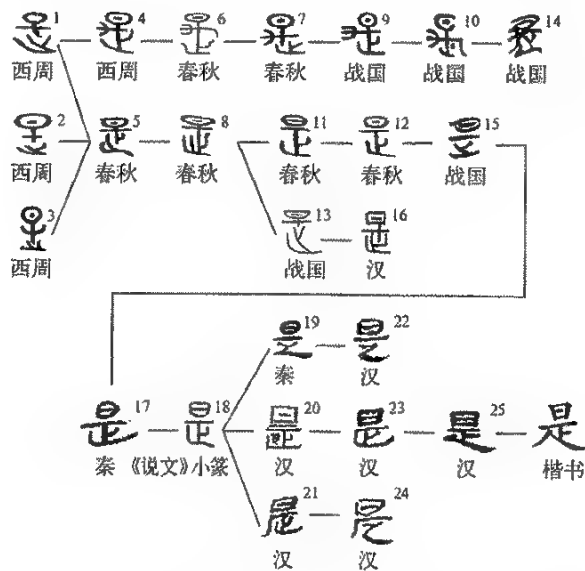 1 4 6 7 9 10 14
西周 西周 春秋 春秋 战国 战国 战国
2 5 8 11 12 15
西周 春秋 春秋 春秋 春秋 战国
3 13 16
西周 战国 汉
19 22
秦 汉
17 18 20 23 25 是
秦 《说文》小篆 汉 汉 汉 楷书
21 24
汉 汉